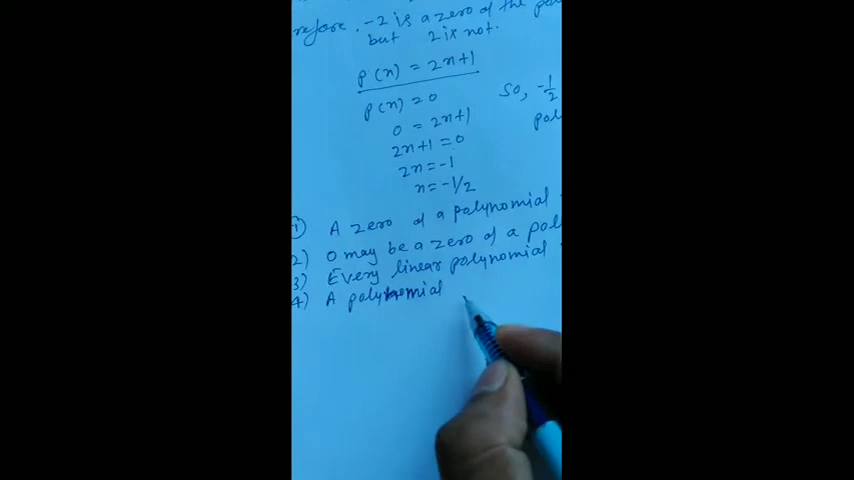 refore. -2 is a zero of the
but 2 is not.
p(x) = 2x+1
p(x) = 0
0 = 2x+1
2x+1 = 0
2x = -1
x = -1/2
So, -1/2
① A zero of a polynomial
2) 0 may be a zero of a
3) Every linear polynomial
4) A polynomial